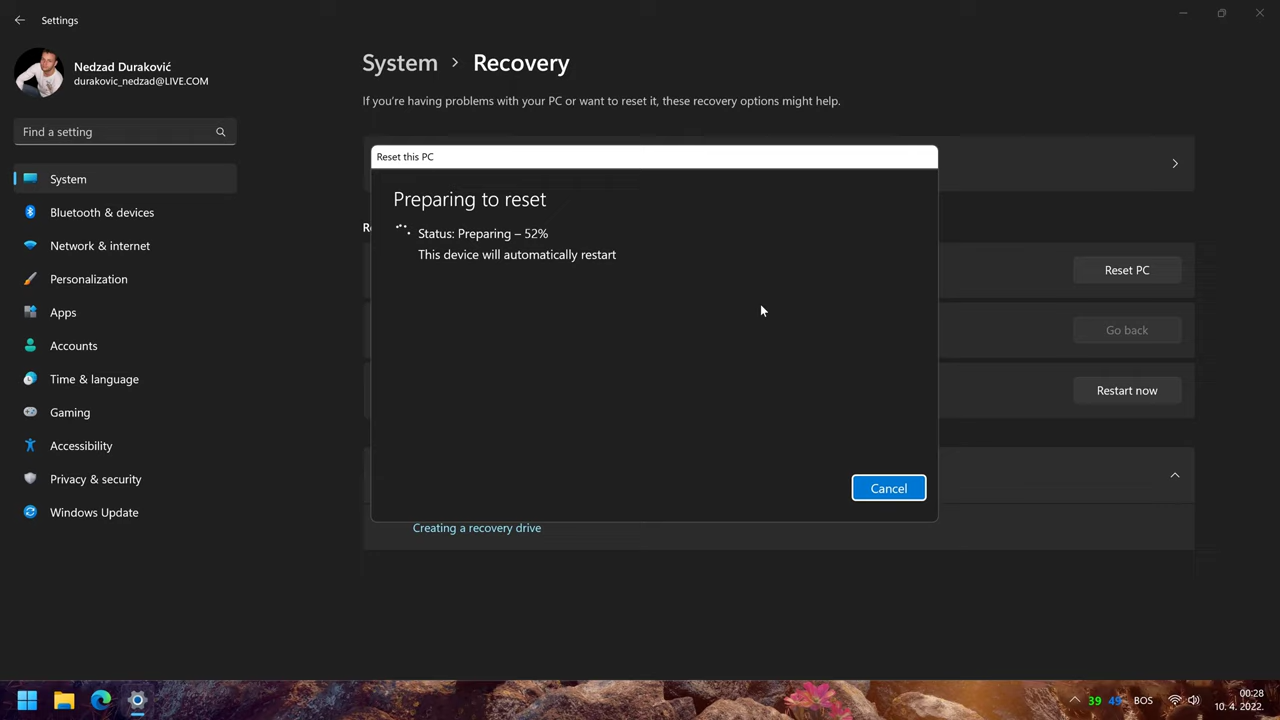 Settings
Nedzad Duraković
durakovic_nedzad@LIVE.COM
Find a setting
System
Bluetooth & devices
Network & internet
Personalization
Apps
Accounts
Time & language
Gaming
Accessibility
Privacy & security
Windows Update
System > Recovery
If you're having problems with your PC or want to reset it, these recovery options might help.
Reset this PC
Preparing to reset
Status: Preparing – 52%
This device will automatically restart
Cancel
Reset PC
Go back
Restart now
Creating a recovery drive
39 49 BOS
00:28
10. 4. 2022.